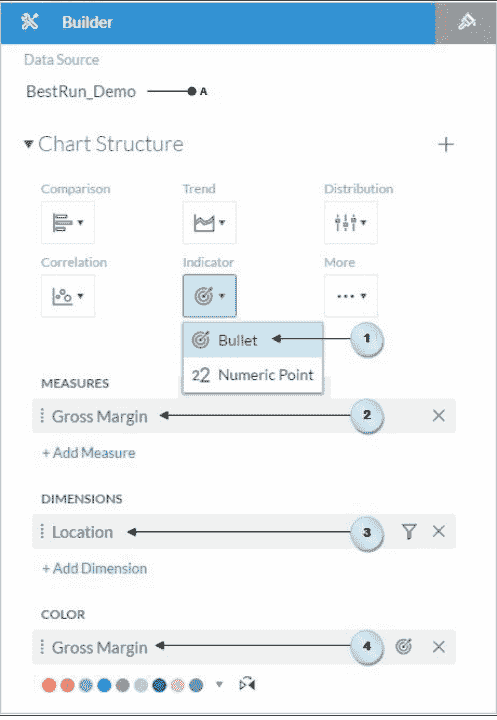 Builder
Data Source
BestRun_Demo A
Chart Structure
Comparison Trend Distribution
Correlation Indicator More
Bullet 1
22 Numeric Point
MEASURES
Gross Margin 2
+ Add Measure
DIMENSIONS
Location 3
+ Add Dimension
COLOR
Gross Margin 4